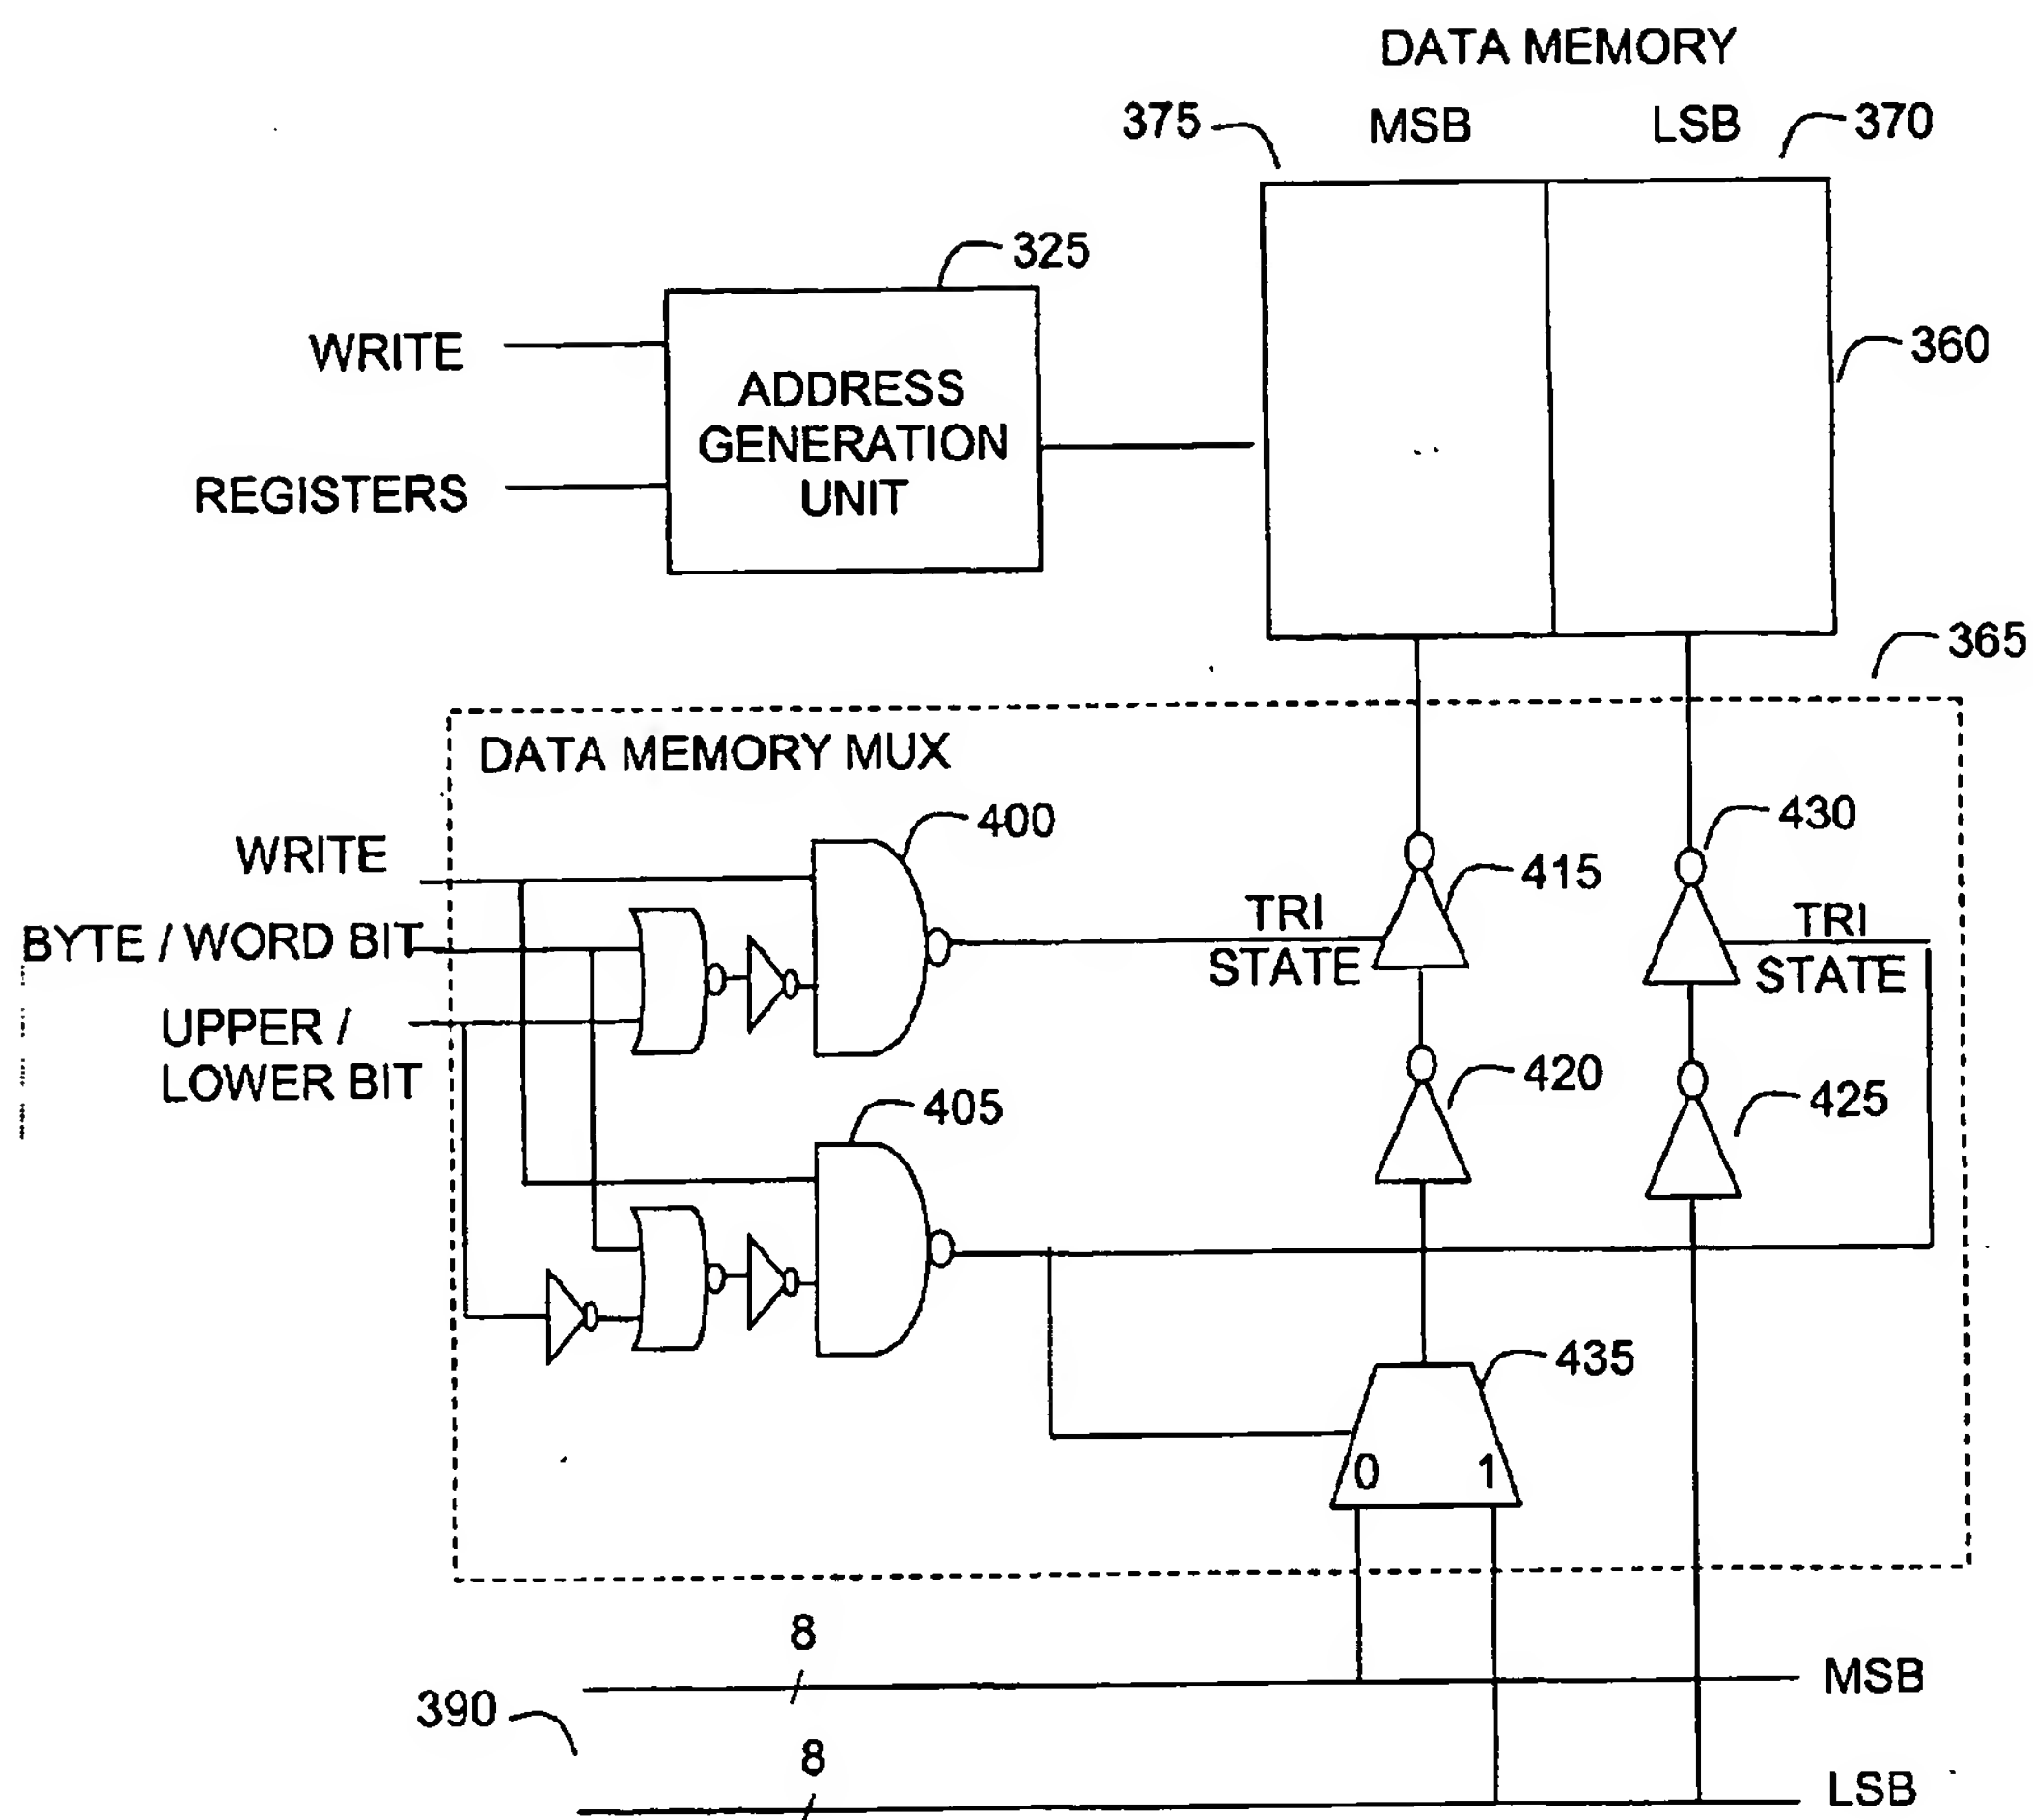 DATA MEMORY
375 MSB LSB 370
325
WRITE
360
ADDRESS
GENERATION
UNIT
REGISTERS
365
DATA MEMORY MUX
400
430
WRITE
415
BYTE / WORD BIT
TRI
STATE
TRI
STATE
UPPER /
LOWER BIT
420
425
405
435
0 1
8
MSB
390
8
LSB